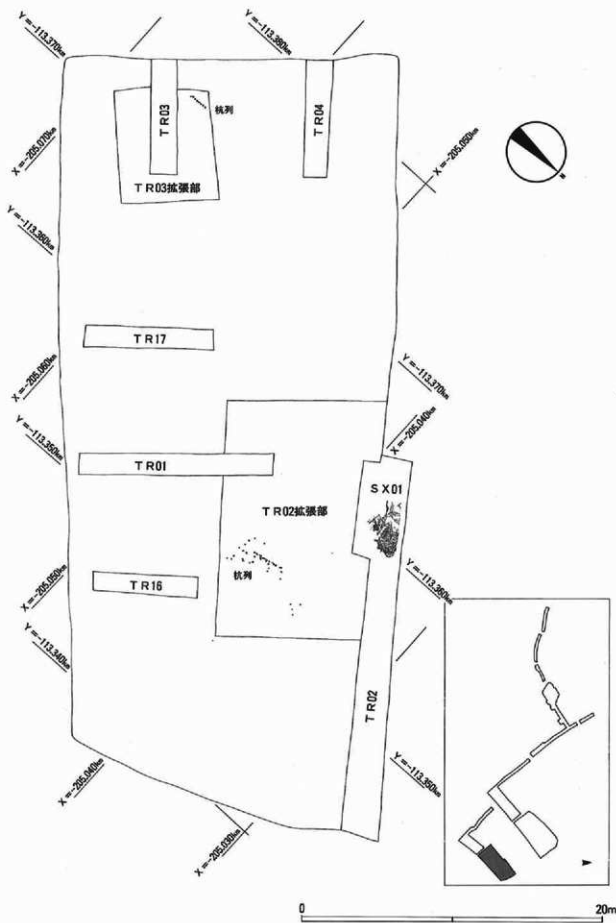 Y=-113.370km
Y=-113.380km
TR03
杭列
TR04
X=-205.070km
TR03拡張部
X=-205.050km
Y=-113.360km
TR17
X=-205.060km
Y=-113.370km
X=-205.040km
Y=-113.350km
TR01
SX01
TR02拡張部
杭列
TR16
X=-205.050km
Y=-113.360km
Y=-113.340km
TR02
X=-205.040km
Y=-113.350km
X=-205.030km
0 20m